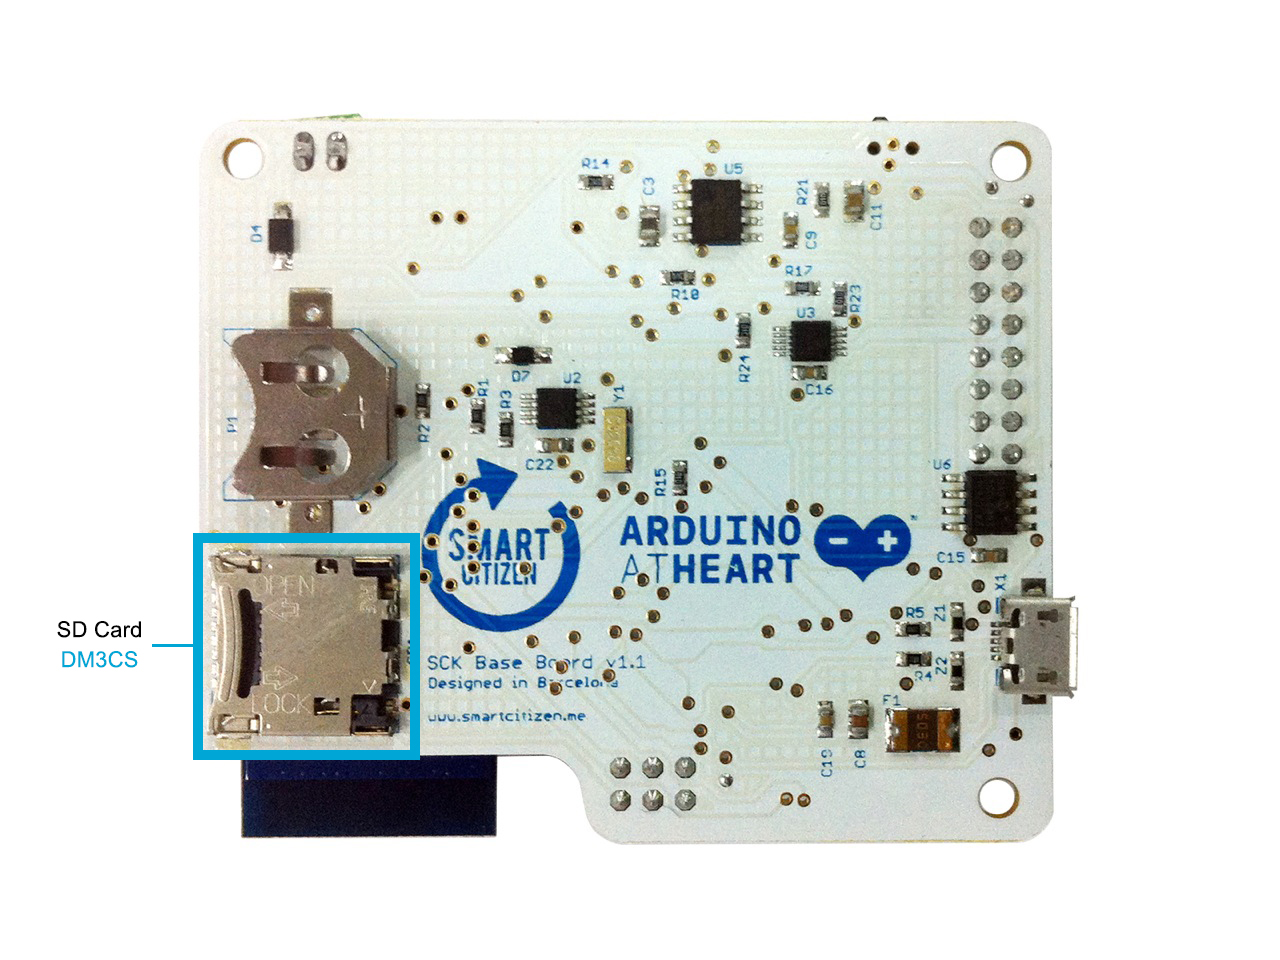 R14
U5
C3
R21
C11
D4
C9
R17
R10
R23
U3
R24
C16
D7
U2
R1
R3
Y1
R2
C22
R15
U6
SMART
CITIZEN
ARDUINO
AT HEART
C15
X1
OPEN
LOCK
SD Card
DM3CS
R5
Z1
R4
Z2
SCK Base Board v1.1
Designed in Barcelona
www.smartcitizen.me
F1
C19
C8